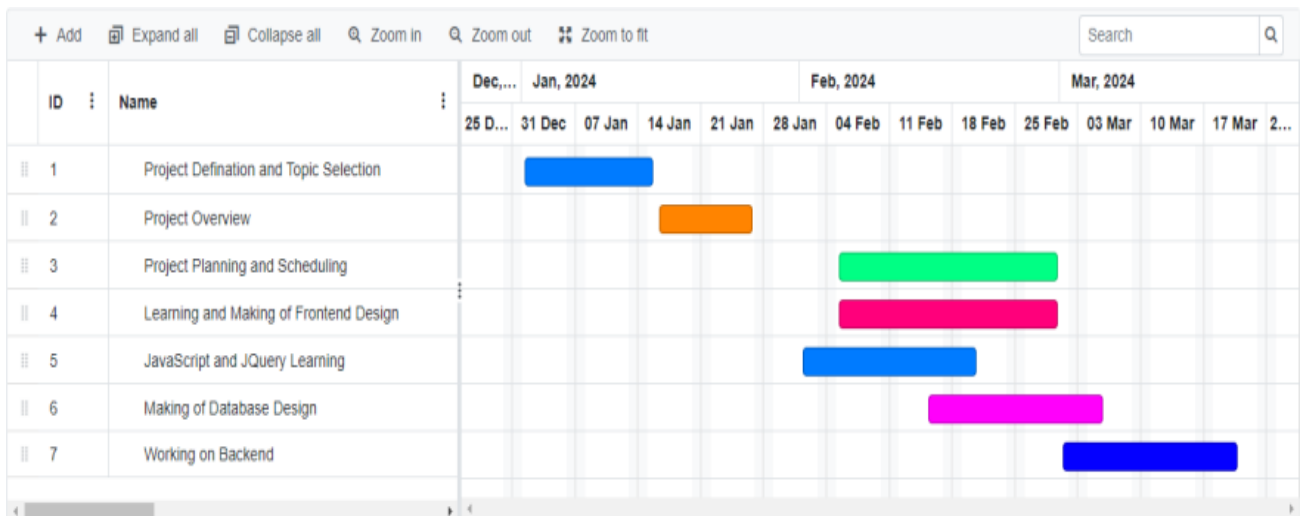 Add Expand all Collapse all Zoom in Zoom out Zoom to fit Search
ID Name
Dec,... Jan, 2024 Feb, 2024 Mar, 2024
25 D... 31 Dec 07 Jan 14 Jan 21 Jan 28 Jan 04 Feb 11 Feb 18 Feb 25 Feb 03 Mar 10 Mar 17 Mar 2...
1 Project Defination and Topic Selection
2 Project Overview
3 Project Planning and Scheduling
4 Learning and Making of Frontend Design
5 JavaScript and JQuery Learning
6 Making of Database Design
7 Working on Backend